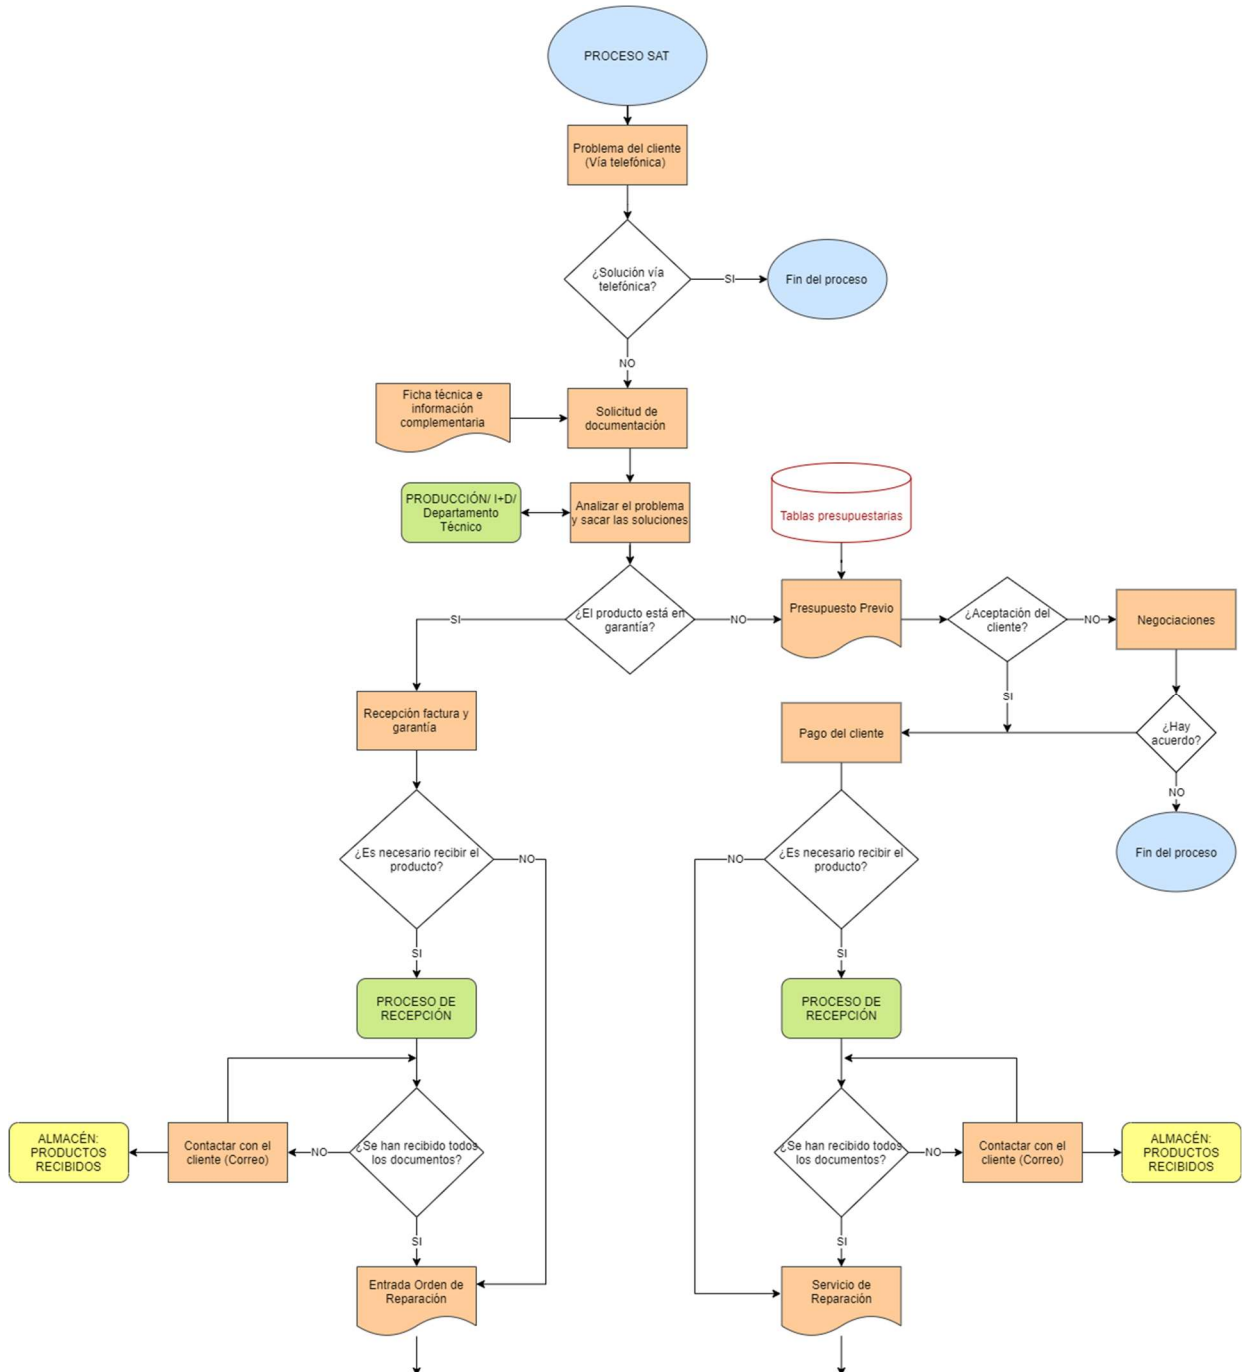 PROCESO SAT
Problema del cliente
(Vía telefónica)
¿Solución vía
telefónica?
SI
Fin del proceso
NO
Ficha técnica e
información
complementaria
Solicitud de
documentación
PRODUCCIÓN/ I+D/
Departamento
Técnico
Analizar el problema
y sacar las soluciones
Tablas presupuestarias
¿El producto está en
garantía?
SI
NO
Presupuesto Previo
¿Aceptación del
cliente?
NO
Negociaciones
SI
Recepción factura y
garantía
Pago del cliente
¿Hay
acuerdo?
NO
Fin del proceso
¿Es necesario recibir el
producto?
NO
SI
NO
¿Es necesario recibir el
producto?
SI
PROCESO DE
RECEPCIÓN
PROCESO DE
RECEPCIÓN
ALMACÉN:
PRODUCTOS
RECIBIDOS
Contactar con el
cliente (Correo)
NO
¿Se han recibido todos
los documentos?
SI
¿Se han recibido todos
los documentos?
NO
Contactar con el
cliente (Correo)
ALMACÉN:
PRODUCTOS
RECIBIDOS
SI
Entrada Orden de
Reparación
Servicio de
Reparación